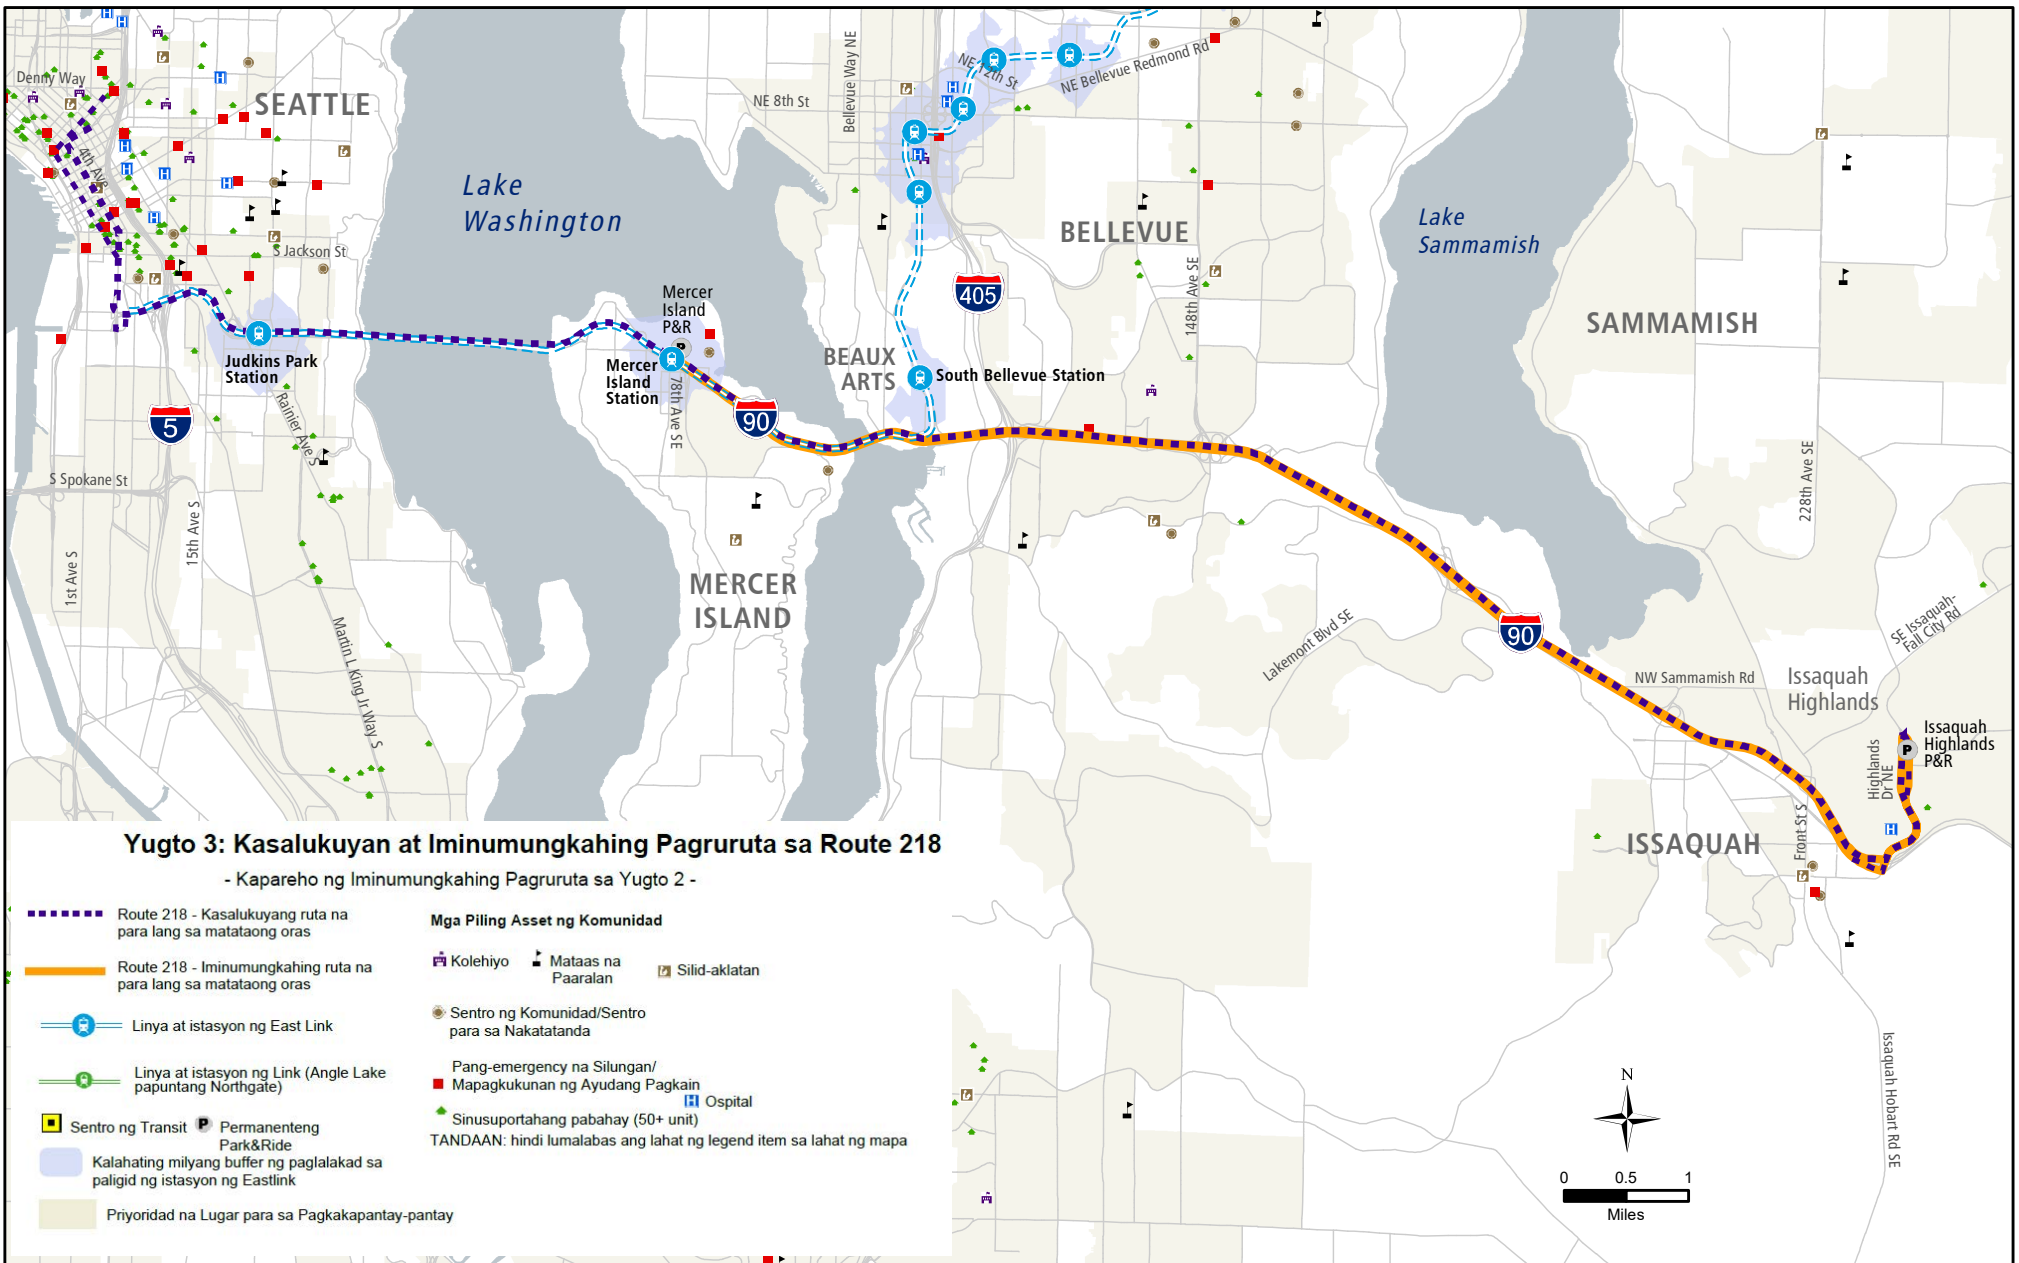 Denny Way
SEATTLE
4th Ave
S Jackson St
Lake
Washington
NE 8th St
Bellevue Way NE
NE 12th St
NE Bellevue Redmond Rd
BELLEVUE
405
148th Ave SE
Lake
Sammamish
SAMMAMISH
228th Ave SE
Judkins Park
Station
Mercer
Island
P&R
P
Mercer
Island
Station
78th Ave SE
90
BEAUX
ARTS
South Bellevue Station
5
Rainier Ave S
S Spokane St
15th Ave S
1st Ave S
Martin L King Jr Way S
MERCER
ISLAND
Lakemont Blvd SE
90
SE Issaquah-
Fall City Rd
NW Sammamish Rd
Issaquah
Highlands
Issaquah
Highlands
P&R
P
Highlands
Dr NE
Front St S
ISSAQUAH
Issaquah Hobart Rd SE
Yugto 3: Kasalukuyan at Iminumungkahing Pagruruta sa Route 218
- Kapareho ng Iminumungkahing Pagruruta sa Yugto 2 -
Route 218 - Kasalukuyang ruta na
para lang sa matataong oras
Route 218 - Iminumungkahing ruta na
para lang sa matataong oras
Linya at istasyon ng East Link
Linya at istasyon ng Link (Angle Lake
papuntang Northgate)
Sentro ng Transit
P
Permanenteng
Park&Ride
Kalahating milyang buffer ng paglalakad sa
paligid ng istasyon ng Eastlink
Priyoridad na Lugar para sa Pagkakapantay-pantay
Mga Piling Asset ng Komunidad
Kolehiyo
Mataas na
Paaralan
Silid-aklatan
Sentro ng Komunidad/Sentro
para sa Nakatatanda
Pang-emergency na Silungan/
Mapagkukunan ng Ayudang Pagkain
H Ospital
Sinusuportahang pabahay (50+ unit)
TANDAAN: hindi lumalabas ang lahat ng legend item sa lahat ng mapa
N
0 0.5 1
Miles